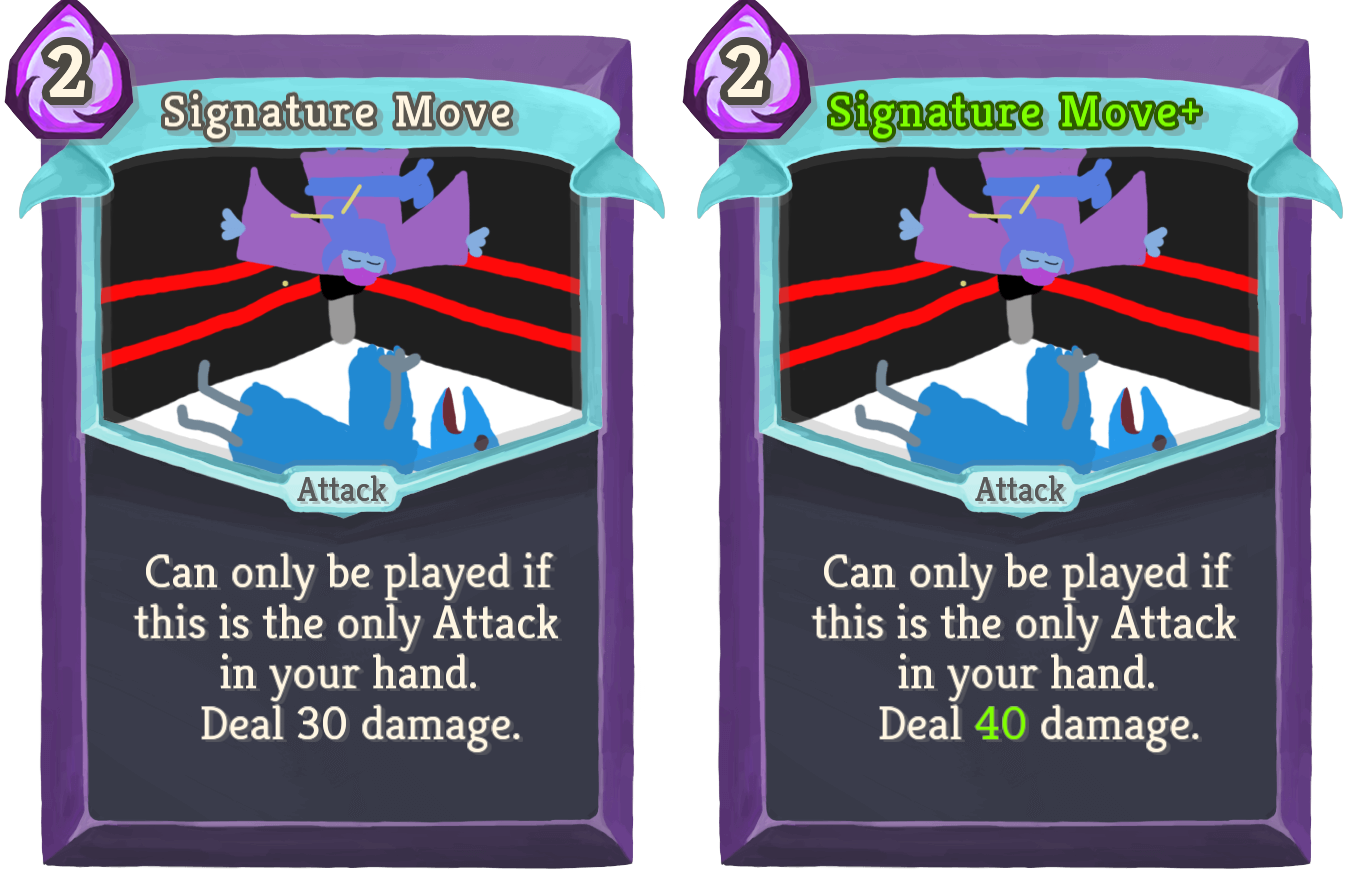 2
Signature Move
Attack
Can only be played if
this is the only Attack
in your hand.
Deal 30 damage.
2
Signature Move+
Attack
Can only be played if
this is the only Attack
in your hand.
Deal 40 damage.